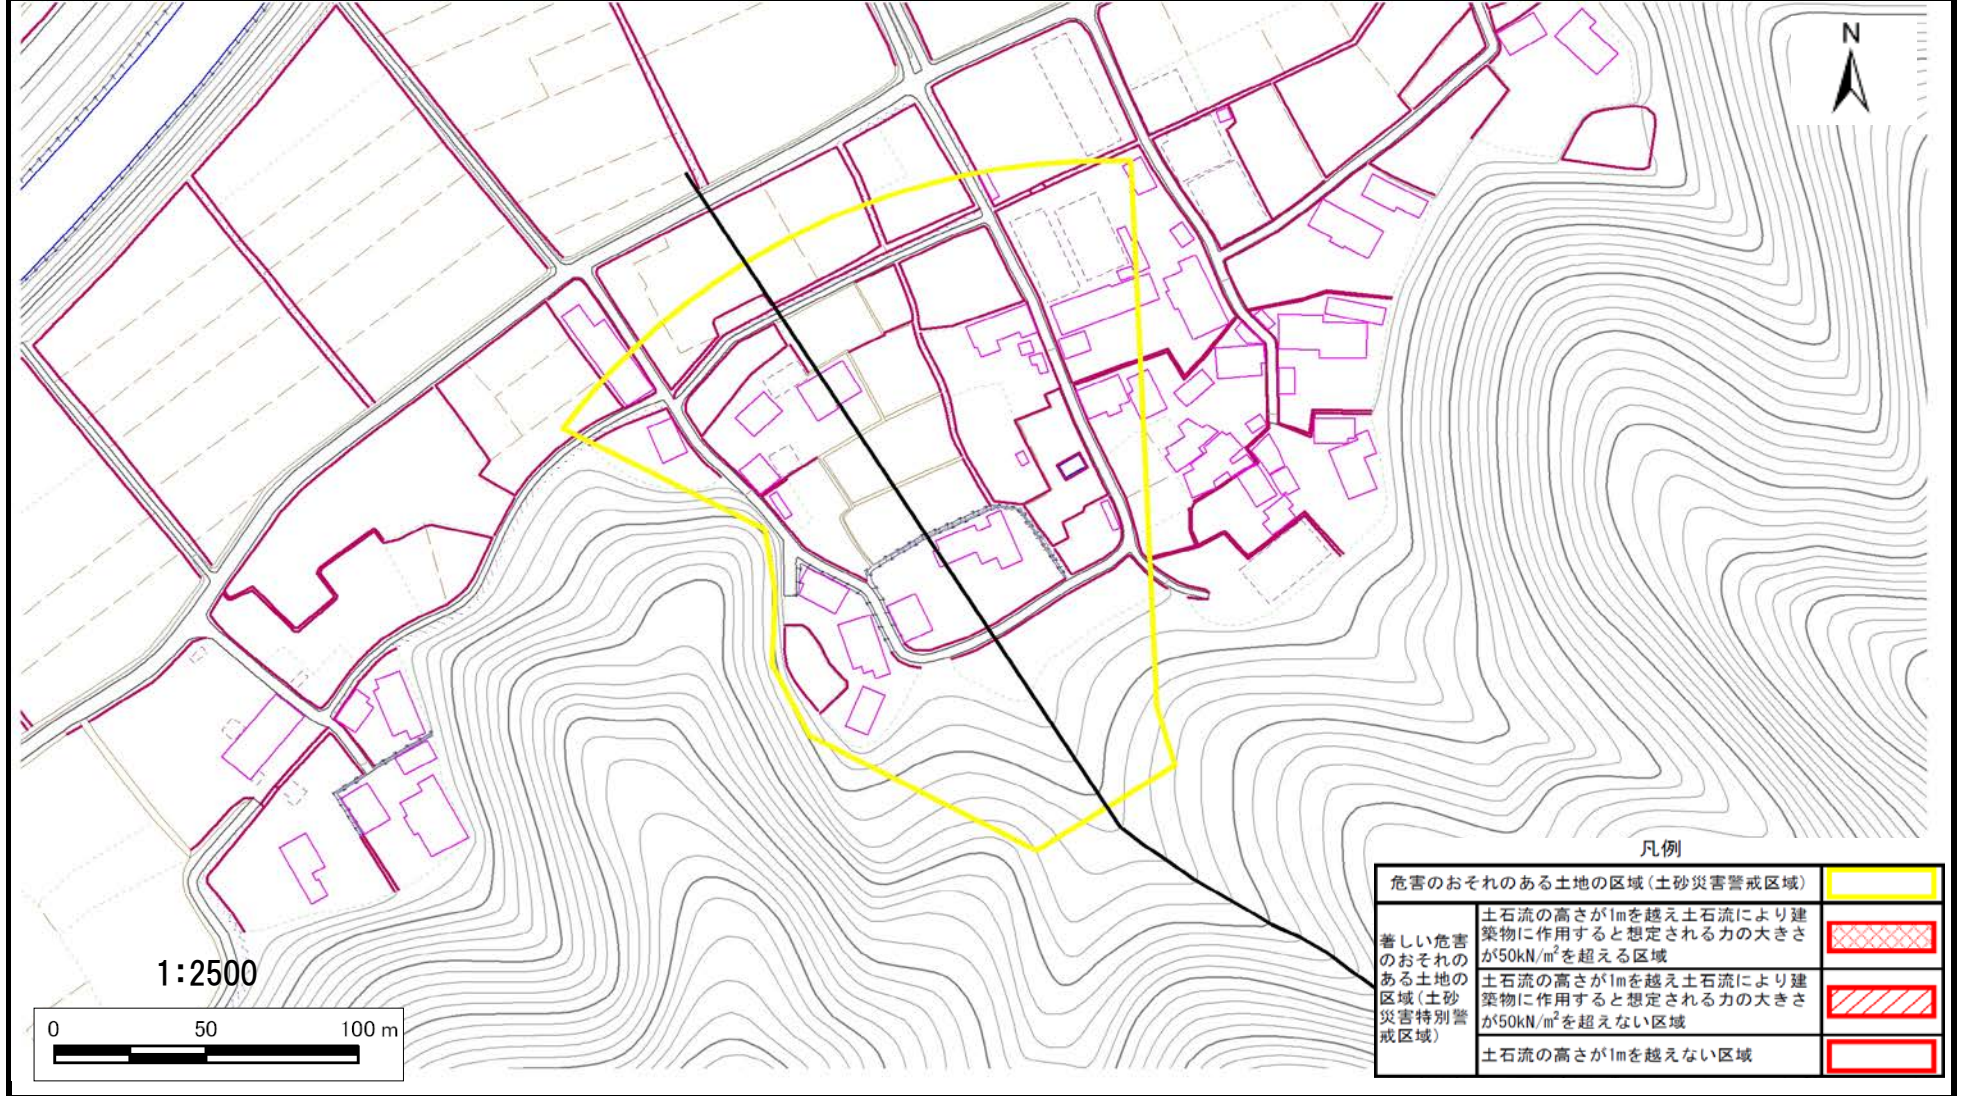 N
凡例
危害のおそれのある土地の区域(土砂災害警戒区域)
著しい危害
のおそれの
ある土地の
区域(土砂
災害特別警
戒区域)
土石流の高さが1mを越え土石流により建
築物に作用すると想定される力の大きさ
が50kN/m²を超える区域
土石流の高さが1mを越え土石流により建
築物に作用すると想定される力の大きさ
が50kN/m²を超えない区域
土石流の高さが1mを越えない区域
1:2500
0 50 100 m